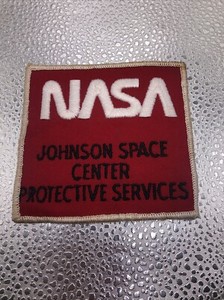 NASA
JOHNSON SPACE
CENTER
PROTECTIVE SERVICES